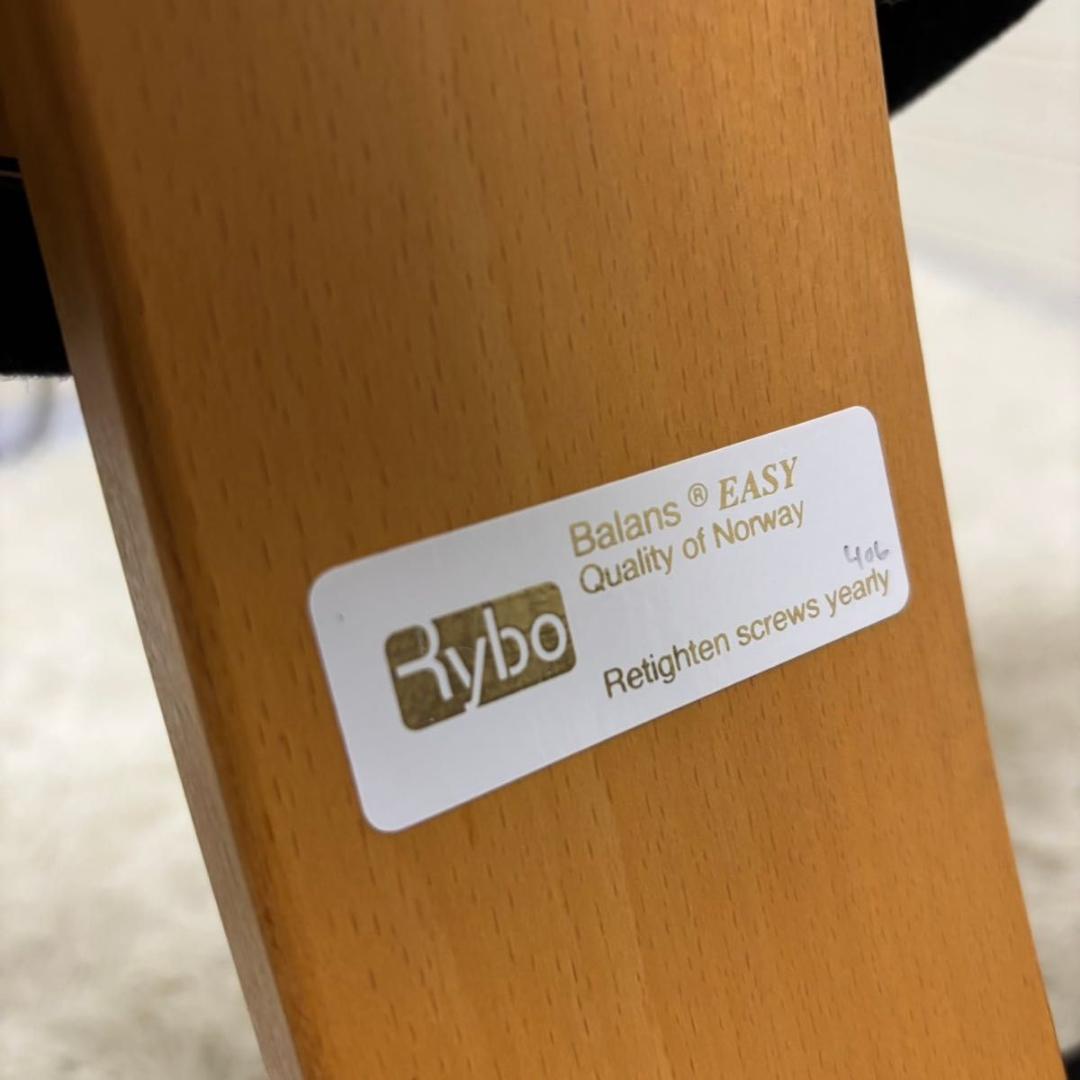 Balans ® EASY
Quality of Norway
Rybo
406
Retighten screws yearly